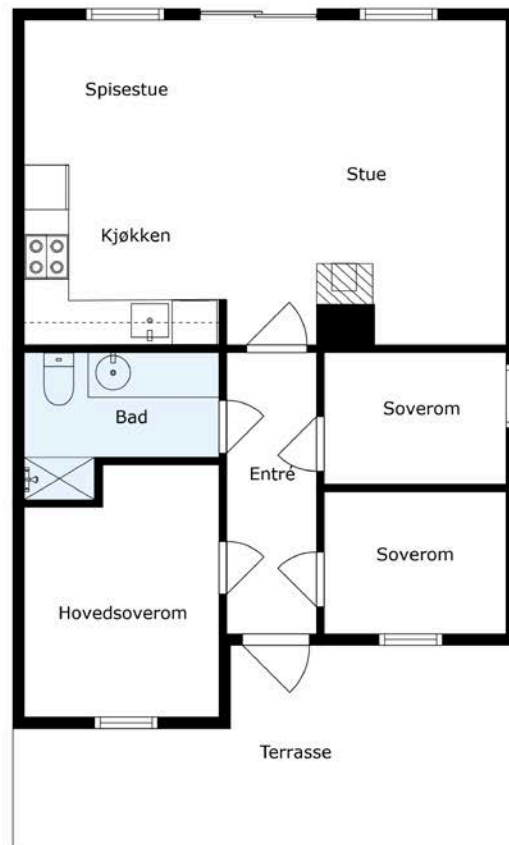 Spisestue
Stue
Kjøkken
Bad
Soverom
Entré
Soverom
Hovedsoverom
Terrasse